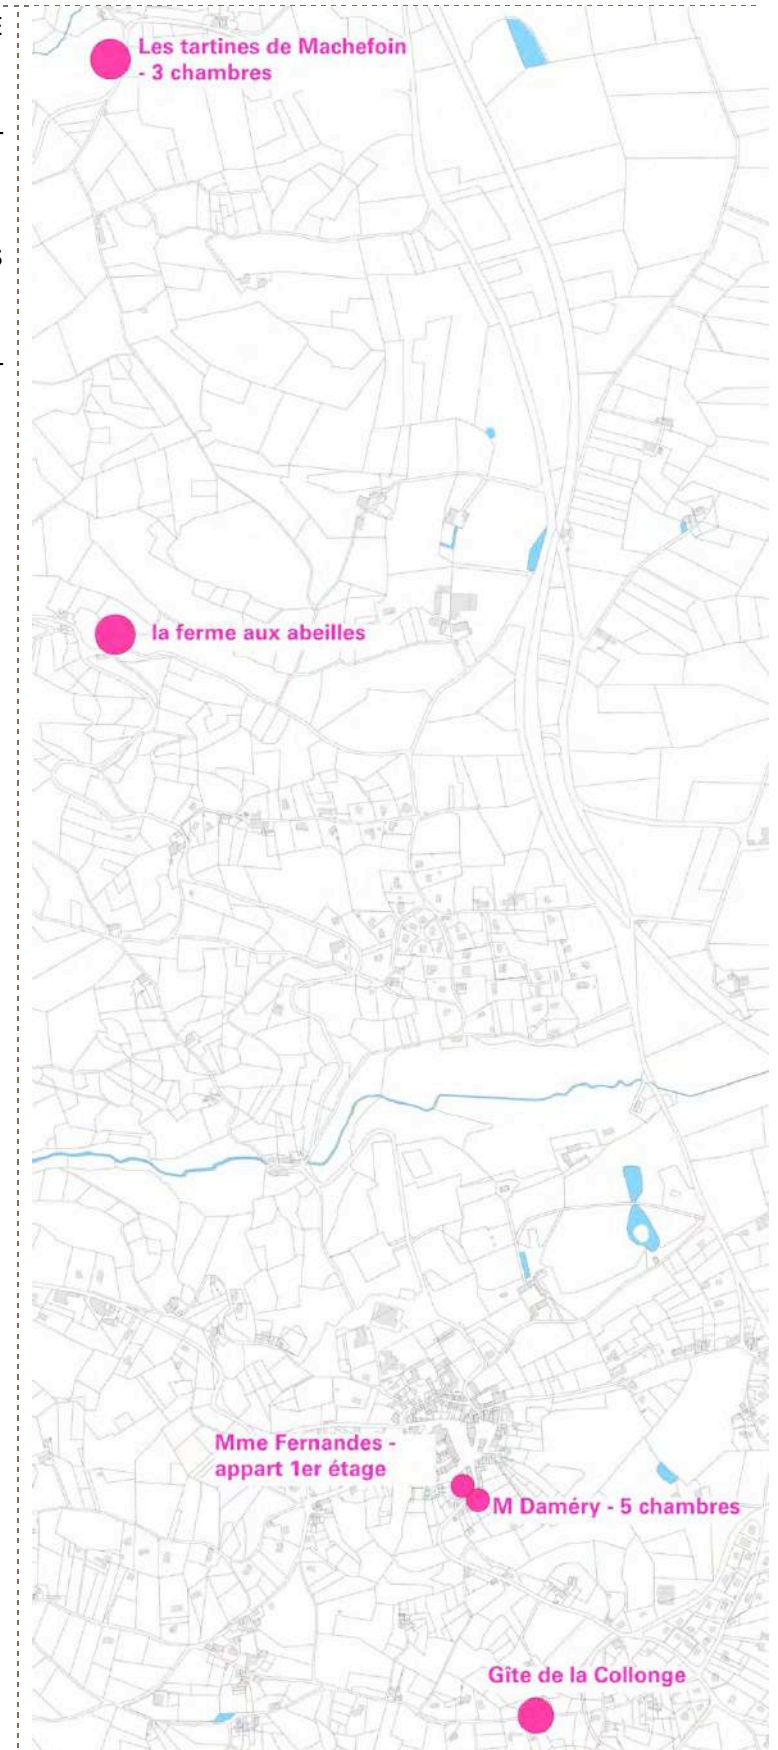 Les tartines de Machefoin
- 3 chambres
la ferme aux abeilles
Mme Fernandes -
appart 1er étage
M Daméry - 5 chambres
Gîte de la Collonge